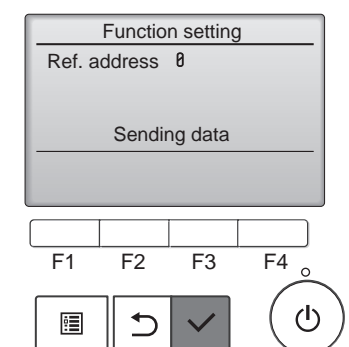 Function setting
Ref. address 0
Sending data
F1 F2 F3 F4